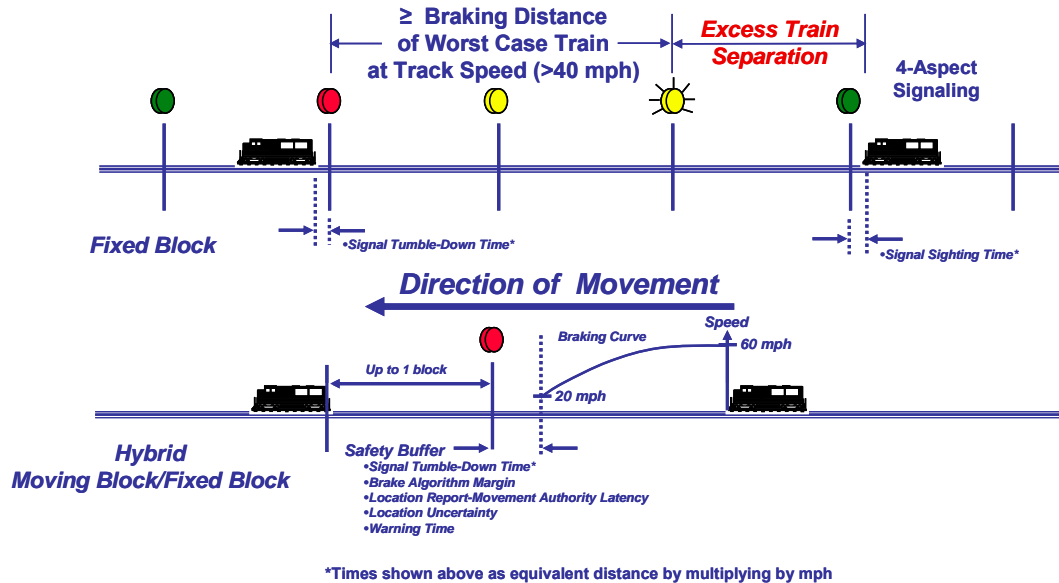 ≥ Braking Distance
of Worst Case Train
at Track Speed (>40 mph)
Excess Train
Separation
4-Aspect
Signaling
Fixed Block
•Signal Tumble-Down Time*
•Signal Sighting Time*
Direction of Movement
Speed
Braking Curve
60 mph
Up to 1 block
20 mph
Hybrid
Moving Block/Fixed Block
Safety Buffer
•Signal Tumble-Down Time*
•Brake Algorithm Margin
•Location Report-Movement Authority Latency
•Location Uncertainty
•Warning Time
*Times shown above as equivalent distance by multiplying by mph